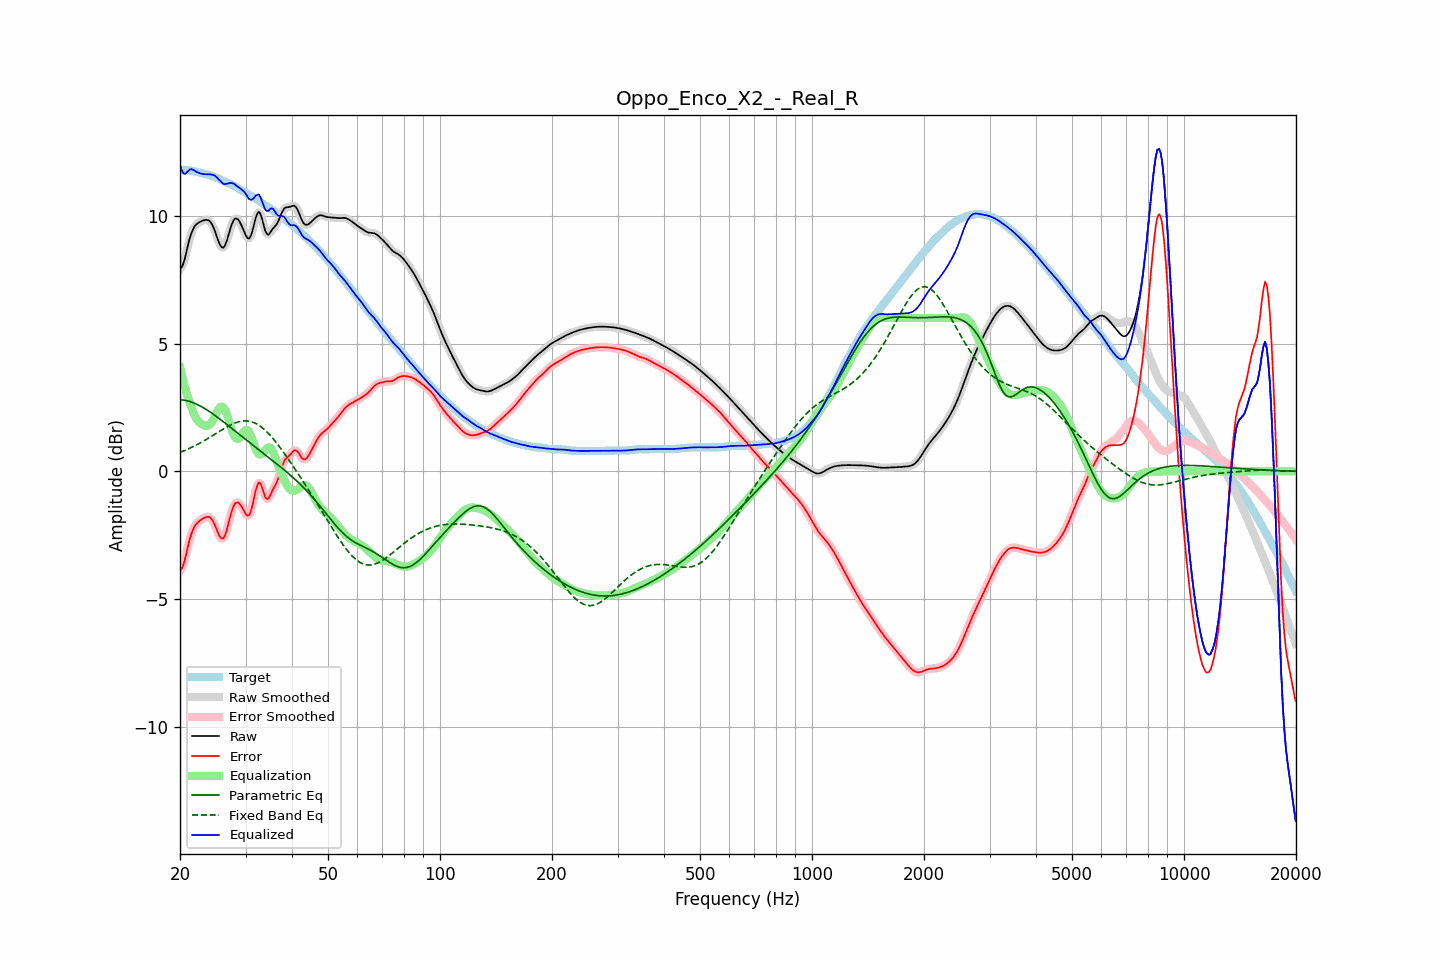 Oppo_Enco_X2_-_Real_R
Amplitude (dBr)
10
5
0
−5
−10
Target
Raw Smoothed
Error Smoothed
Raw
Error
Equalization
Parametric Eq
Fixed Band Eq
Equalized
20 50 100 200 500 1000 2000 5000 10000 20000
Frequency (Hz)